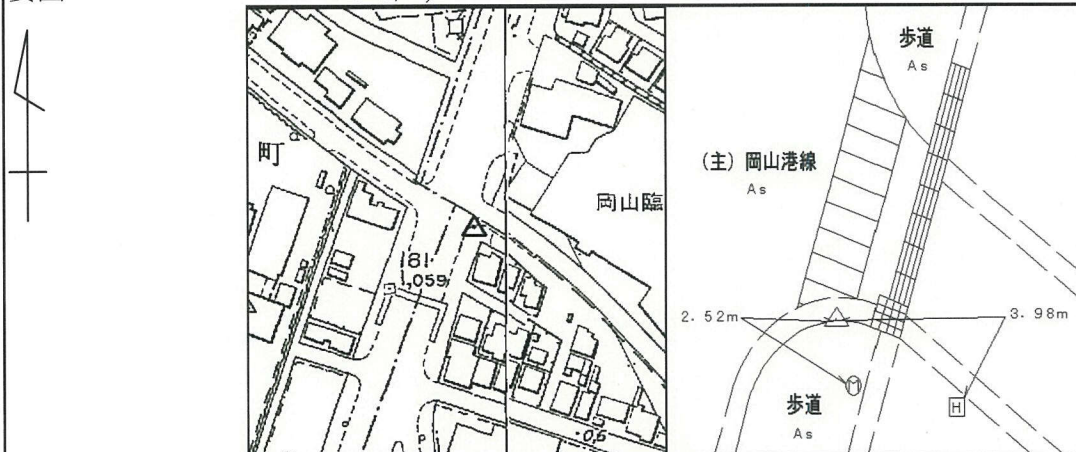 町
岡山臨
181
1,059
P
・0.6
歩道
As
(主) 岡山港線
As
2.52m
3.98m
M
H
歩道
As